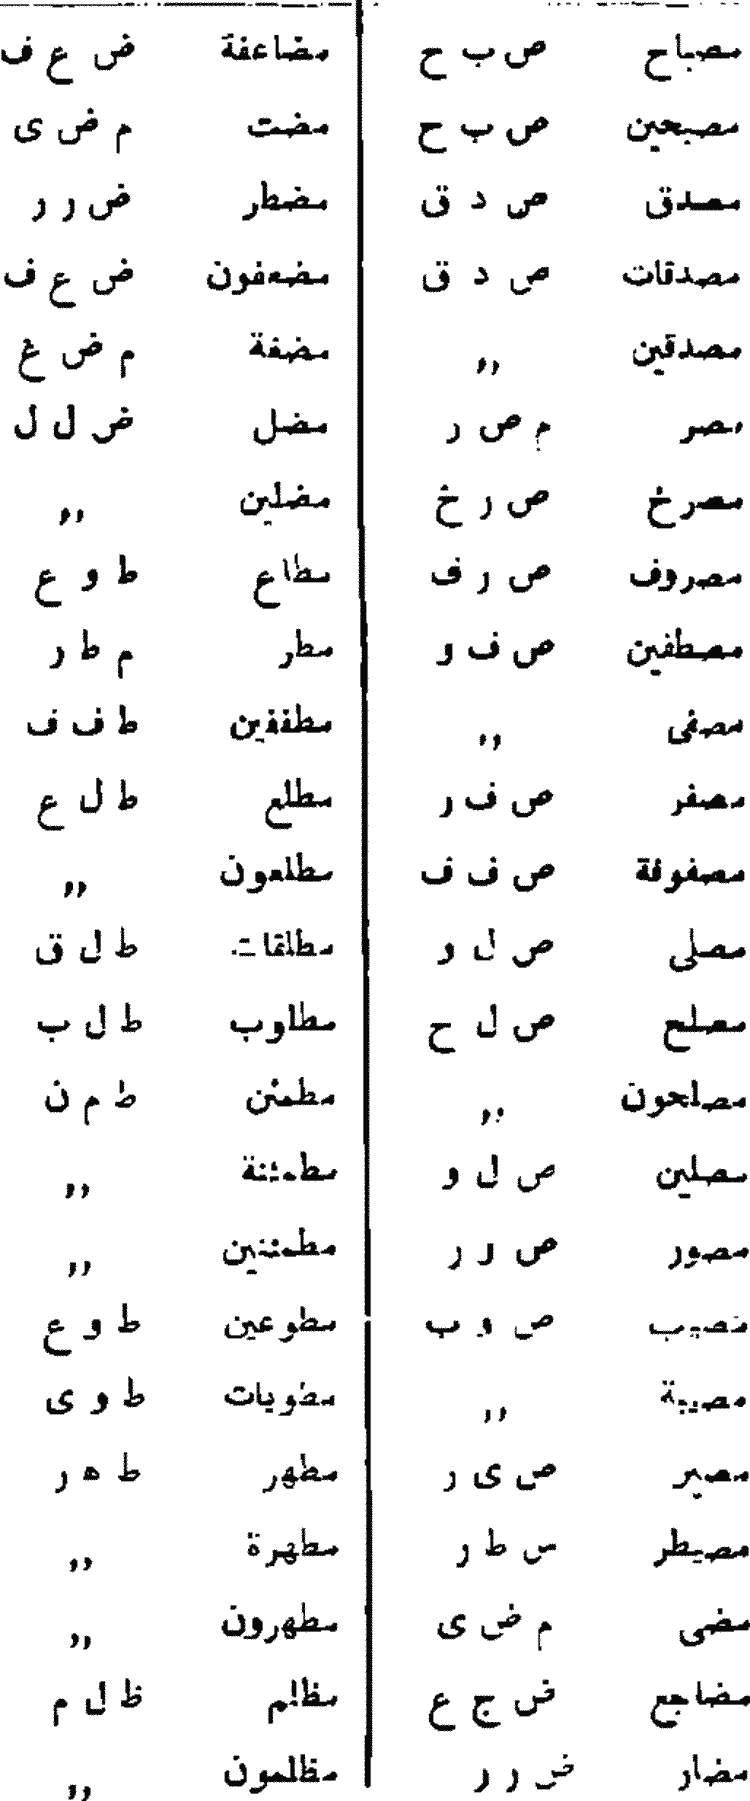 مصباح ص ب ح
مصبحين ص ب ح
مصدق ص د ق
مصدقات ص د ق
مصدقين ,,
مصر م ص ر
مصرخ ص ر خ
مصروف ص ر ف
مصطفين ص ف و
مصفى ,,
مصفر ص ف ر
مصفوفة ص ف ف
مصلى ص ل و
مصلح ص ل ح
مصلحون ,,
مصلين ص ل و
مصور ص و ر
مصيب ص و ب
مصيبة ,,
مصير ص ى ر
مصيطر س ط ر
مضى م ض ى
مضاجع ض ج ع
مضار ض ر ر
مضاعفة ض ع ف
مضت م ض ى
مضطر ض ر ر
مضعفون ض ع ف
مضغة م ض غ
مضل ض ل ل
مضلين ,,
مطاع ط و ع
مطر م ط ر
مطففين ط ف ف
مطلع ط ل ع
مطلعون ,,
مطلقات ط ل ق
مطلوب ط ل ب
مطمئن ط م ن
مطمئنة ,,
مطمئنين ,,
مطوعين ط و ع
مطويات ط و ى
مطهر ط ه ر
مطهرة ,,
مطهرون ,,
مظلم ظ ل م
مظلمون ,,